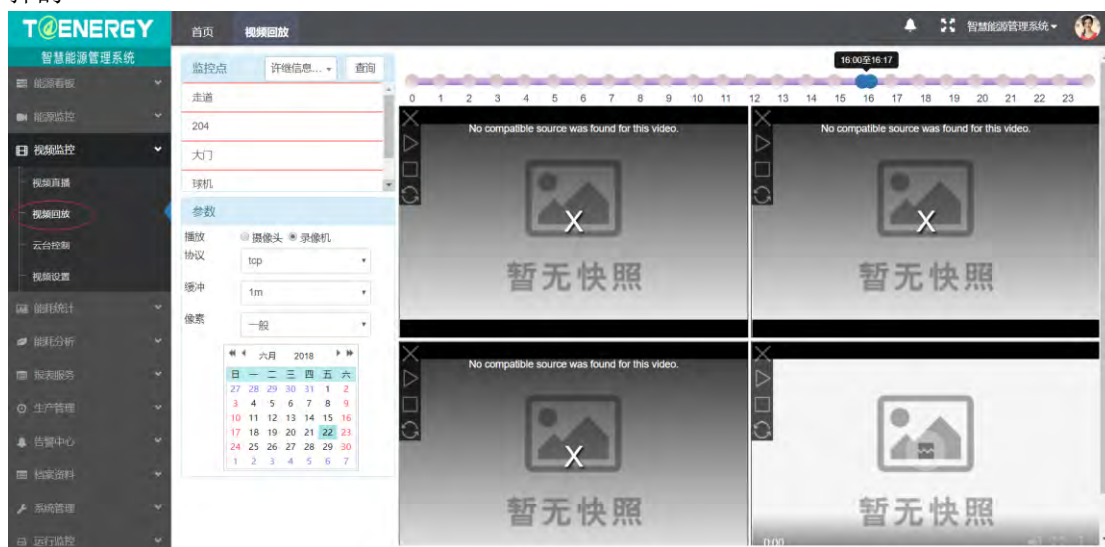 T@ENERGY
智慧能源管理系统
首页 视频回放
智慧能源管理系统
能源看板
能源监控
视频监控
视频直播
视频回放
云台控制
视频设置
能耗统计
能耗分析
报表服务
生产管理
告警中心
档案资料
系统管理
运行监控
监控点 许继信息... 查询
走道
204
大门
球机
参数
播放 摄像头 录像机
协议 tcp
缓冲 1m
像素 一般
六月 2018
日 一 二 三 四 五 六
27 28 29 30 31 1 2
3 4 5 6 7 8 9
10 11 12 13 14 15 16
17 18 19 20 21 22 23
24 25 26 27 28 29 30
1 2 3 4 5 6 7
16:00至16:17
0 1 2 3 4 5 6 7 8 9 10 11 12 13 14 15 16 17 18 19 20 21 22 23
No compatible source was found for this video.
X
暂无快照
No compatible source was found for this video.
X
暂无快照
No compatible source was found for this video.
X
暂无快照
暂无快照
0:00